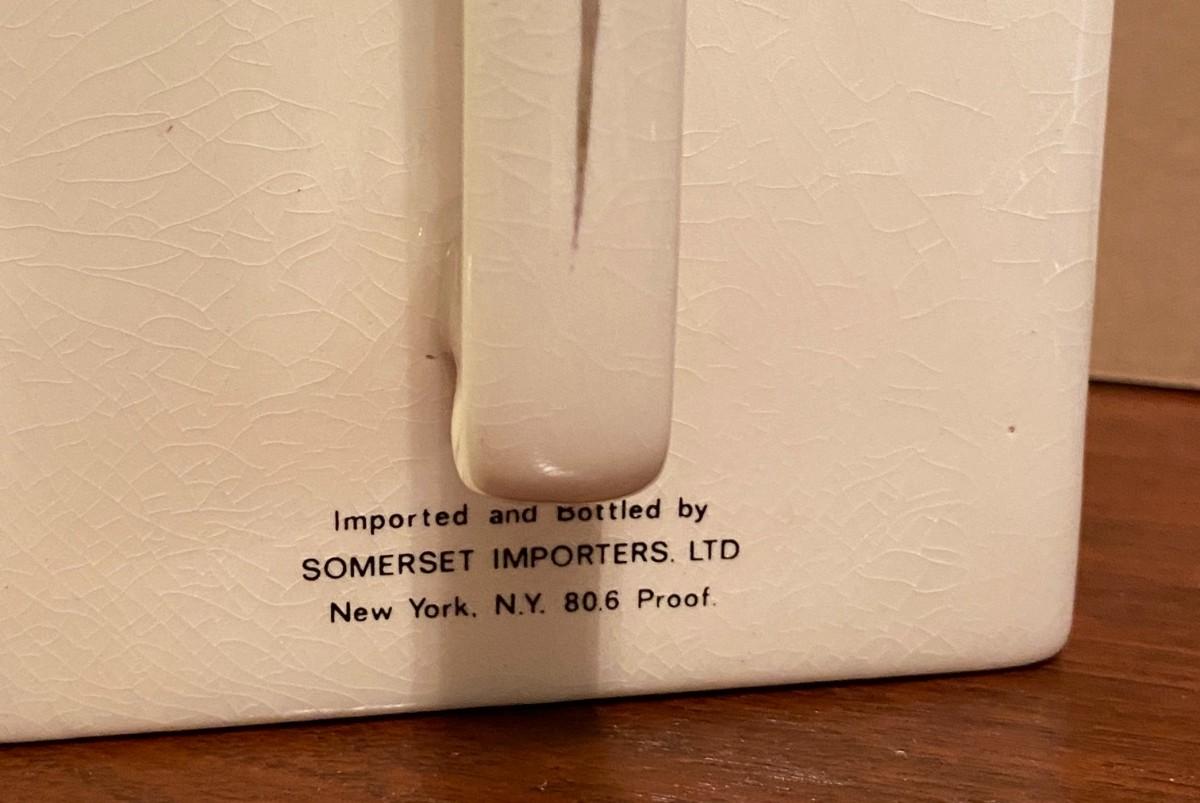 Imported and Bottled by
SOMERSET IMPORTERS. LTD
New York. N.Y. 80.6 Proof.